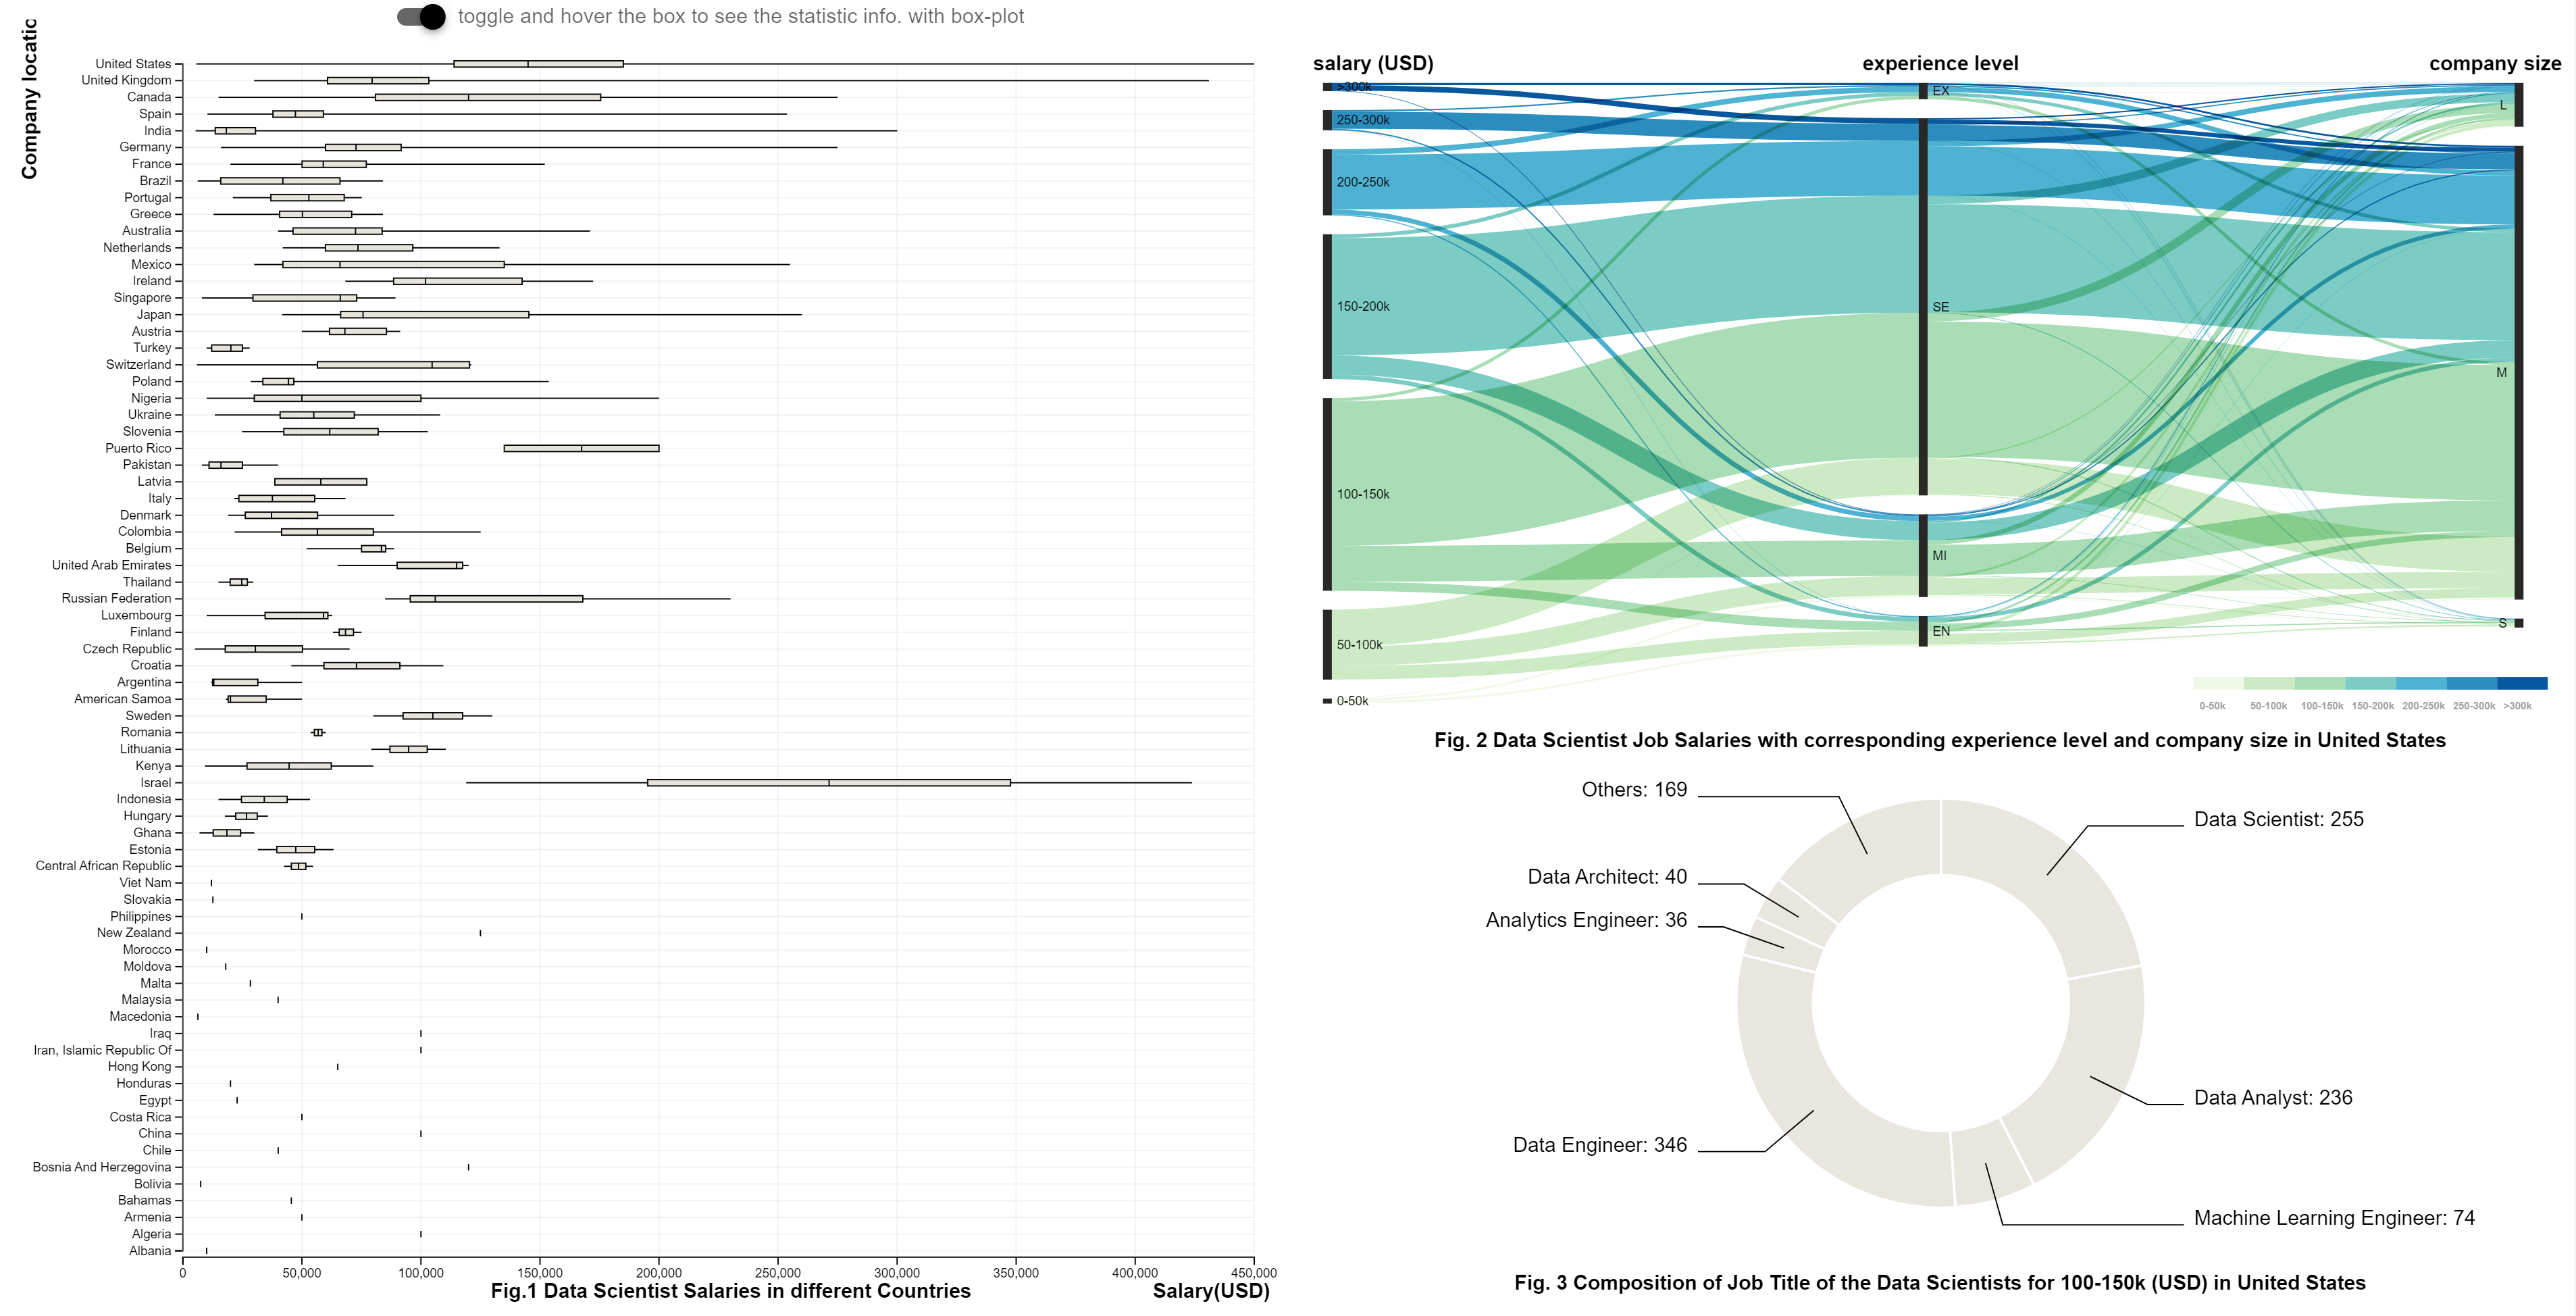 toggle and hover the box to see the statistic info. with box-plot
Company locatic
United States
United Kingdom
Canada
Spain
India
Germany
France
Brazil
Portugal
Greece
Australia
Netherlands
Mexico
Ireland
Singapore
Japan
Austria
Turkey
Switzerland
Poland
Nigeria
Ukraine
Slovenia
Puerto Rico
Pakistan
Latvia
Italy
Denmark
Colombia
Belgium
United Arab Emirates
Thailand
Russian Federation
Luxembourg
Finland
Czech Republic
Croatia
Argentina
American Samoa
Sweden
Romania
Lithuania
Kenya
Israel
Indonesia
Hungary
Ghana
Estonia
Central African Republic
Viet Nam
Slovakia
Philippines
New Zealand
Morocco
Moldova
Malta
Malaysia
Macedonia
Iraq
Iran, Islamic Republic Of
Hong Kong
Honduras
Egypt
Costa Rica
China
Chile
Bosnia And Herzegovina
Bolivia
Bahamas
Armenia
Algeria
Albania
0 50,000 100,000 150,000 200,000 250,000 300,000 350,000 400,000 450,000
Fig.1 Data Scientist Salaries in different Countries
Salary(USD)
salary (USD) experience level company size
>300k
250-300k
200-250k
150-200k
100-150k
50-100k
0-50k
EX
SE
MI
EN
L
M
S
0-50k 50-100k 100-150k 150-200k 200-250k 250-300k >300k
Fig. 2 Data Scientist Job Salaries with corresponding experience level and company size in United States
Others: 169
Data Scientist: 255
Data Architect: 40
Analytics Engineer: 36
Data Analyst: 236
Data Engineer: 346
Machine Learning Engineer: 74
Fig. 3 Composition of Job Title of the Data Scientists for 100-150k (USD) in United States